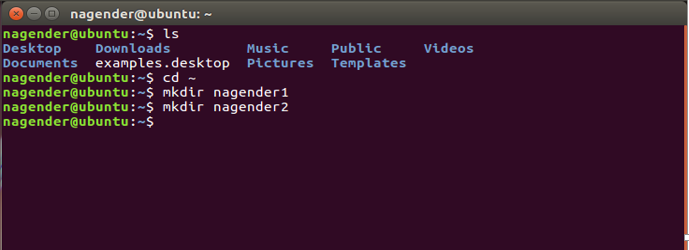 nagender@ubuntu: ~
nagender@ubuntu:~$ ls
Desktop    Downloads         Music     Public     Videos
Documents  examples.desktop  Pictures  Templates
nagender@ubuntu:~$ cd ~
nagender@ubuntu:~$ mkdir nagender1
nagender@ubuntu:~$ mkdir nagender2
nagender@ubuntu:~$